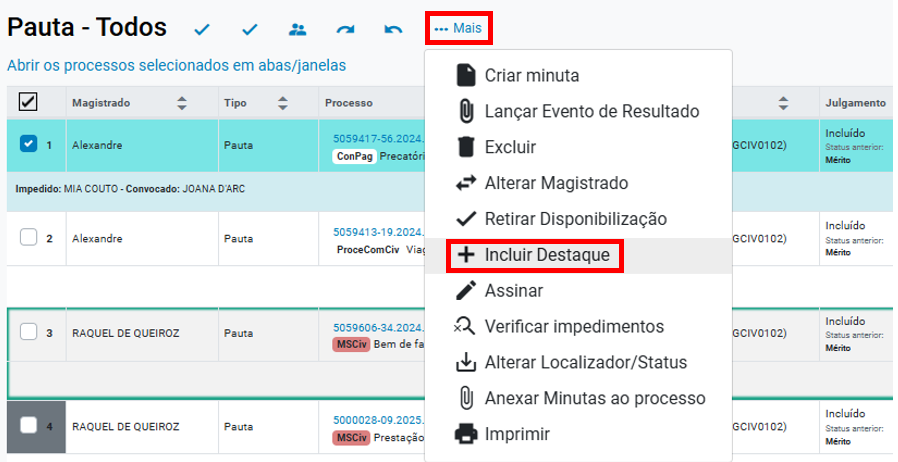 Pauta - Todos
Mais
Abrir os processos selecionados em abas/janelas
Criar minuta
Lançar Evento de Resultado
Excluir
Alterar Magistrado
Retirar Disponibilização
Incluir Destaque
Assinar
Verificar impedimentos
Alterar Localizador/Status
Anexar Minutas ao processo
Imprimir
Magistrado Tipo Processo Julgamento
1 Alexandre Pauta 5059417-56.2024. GCIV0102) Incluído
Status anterior:
ConPag Precatóri Mérito
Impedido: MIA COUTO - Convocado: JOANA D'ARC
2 Alexandre Pauta 5059413-19.2024. GCIV0102) Incluído
Status anterior:
ProceComCiv Viag Mérito
3 RAQUEL DE QUEIROZ Pauta 5059606-34.2024. GCIV0102) Incluído
Status anterior:
MSCiv Bem de fa Mérito
4 RAQUEL DE QUEIROZ Pauta 5000028-09.2025. GCIV0102) Incluído
Status anterior:
MSCiv Prestação Mérito